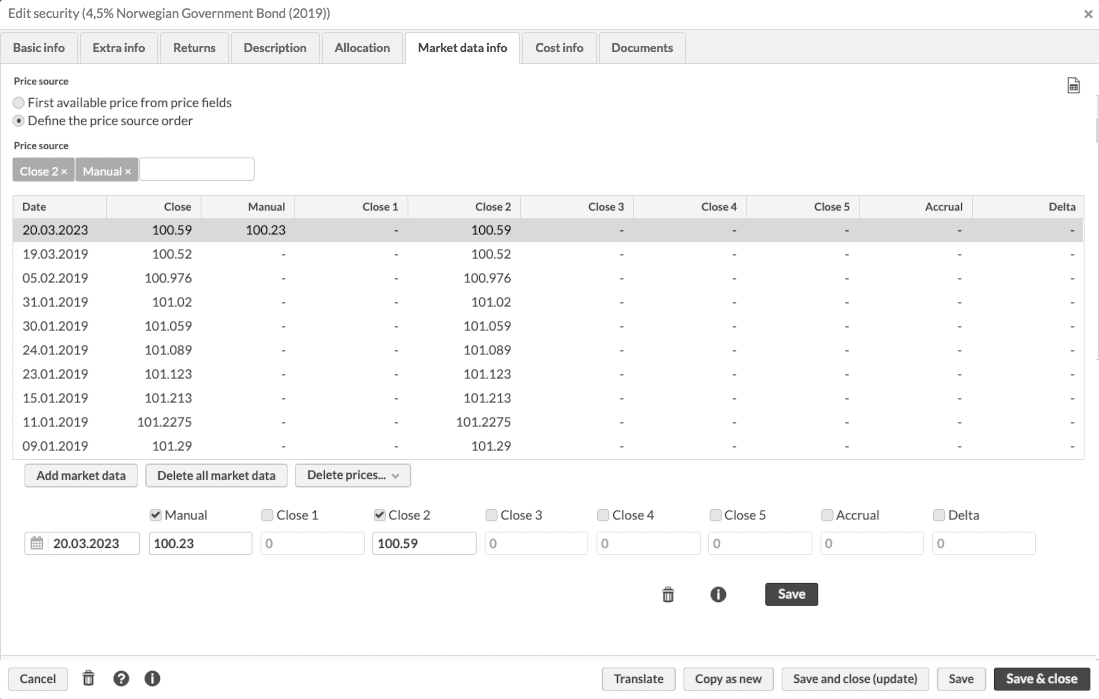 Edit security (4,5% Norwegian Government Bond (2019)) ×
Basic info Extra info Returns Description Allocation Market data info Cost info Documents
Price source
First available price from price fields
Define the price source order
Price source
Close 2 × Manual ×
Date Close Manual Close 1 Close 2 Close 3 Close 4 Close 5 Accrual Delta
20.03.2023 100.59 100.23 - 100.59 - - - - -
19.03.2019 100.52 - - 100.52 - - - - -
05.02.2019 100.976 - - 100.976 - - - - -
31.01.2019 101.02 - - 101.02 - - - - -
30.01.2019 101.059 - - 101.059 - - - - -
24.01.2019 101.089 - - 101.089 - - - - -
23.01.2019 101.123 - - 101.123 - - - - -
15.01.2019 101.213 - - 101.213 - - - - -
11.01.2019 101.2275 - - 101.2275 - - - - -
09.01.2019 101.29 - - 101.29 - - - - -
Add market data Delete all market data Delete prices...
Manual Close 1 Close 2 Close 3 Close 4 Close 5 Accrual Delta
20.03.2023 100.23 0 100.59 0 0 0 0 0
Save
Cancel Translate Copy as new Save and close (update) Save Save & close